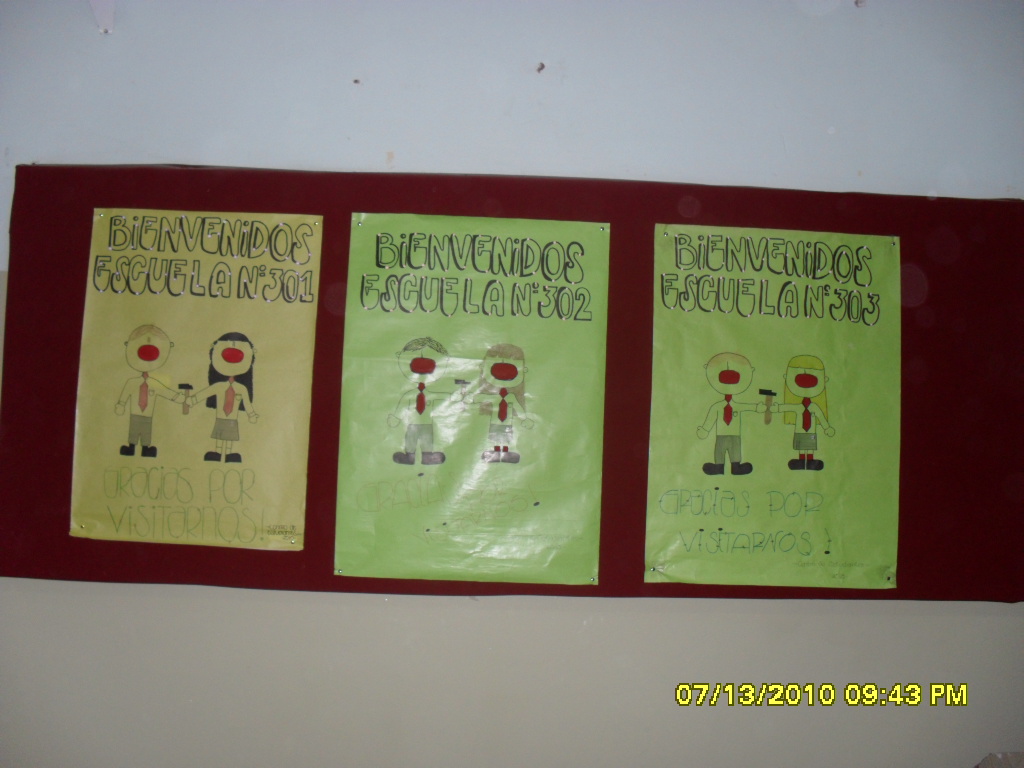 BIENVENIDOS
ESCUELA N° 301
GRACIAS POR
VISITARNOS!
BIENVENIDOS
ESCUELA N° 302
BIENVENIDOS
ESCUELA N° 303
GRACIAS POR
VISITARNOS!
07/13/2010 09:43 PM